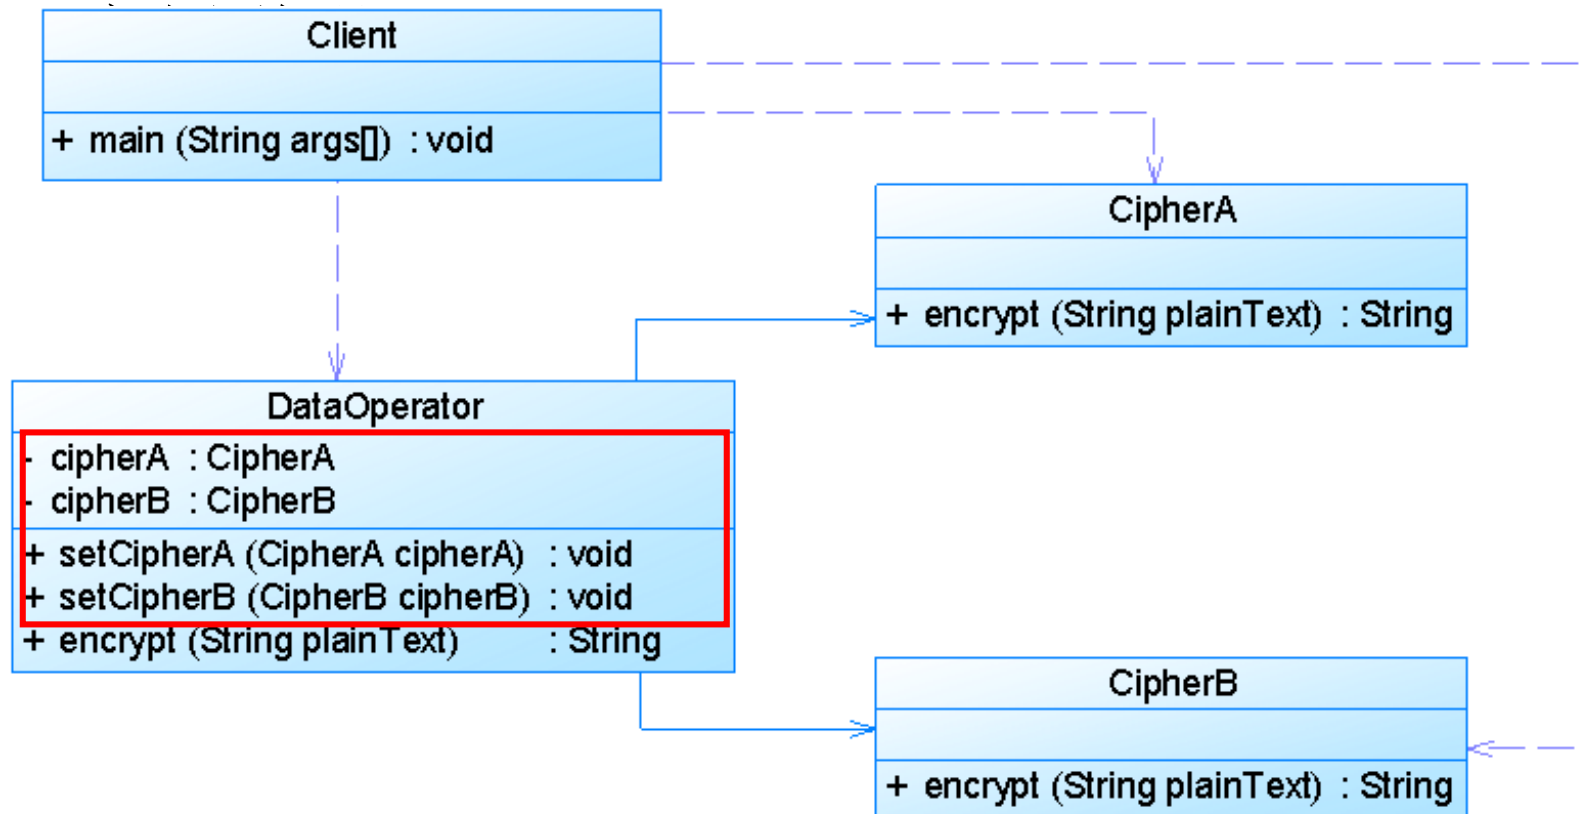 Client
+ main (String args[]) : void
CipherA
+ encrypt (String plainText) : String
DataOperator
- cipherA : CipherA
- cipherB : CipherB
+ setCipherA (CipherA cipherA) : void
+ setCipherB (CipherB cipherB) : void
+ encrypt (String plainText) : String
CipherB
+ encrypt (String plainText) : String